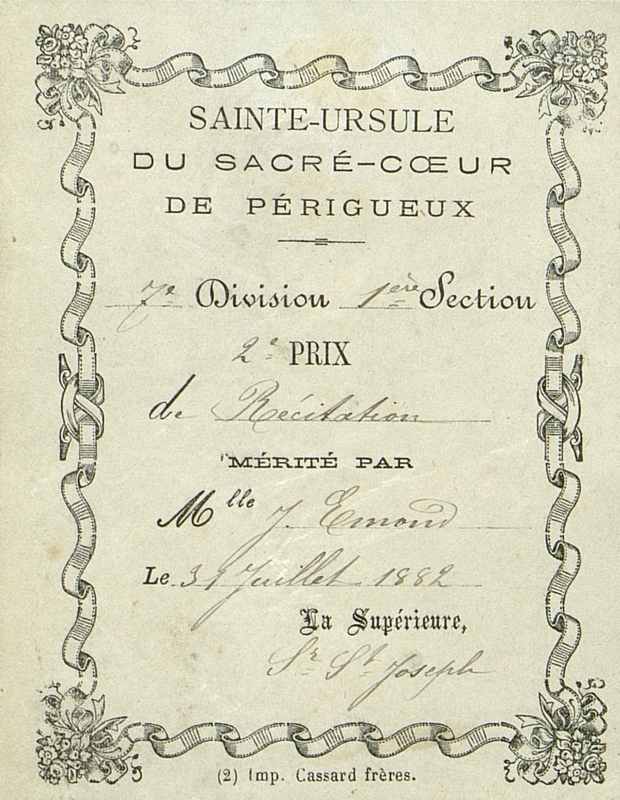 SAINTE-URSULE
DU SACRÉ-CŒUR
DE PÉRIGUEUX
7e Division 1ère Section
2e PRIX
de Récitation
MÉRITÉ PAR
Mlle J. Emond
Le 31 Juillet 1882
La Supérieure,
Sr St Joseph
(2) Imp. Cassard frères.